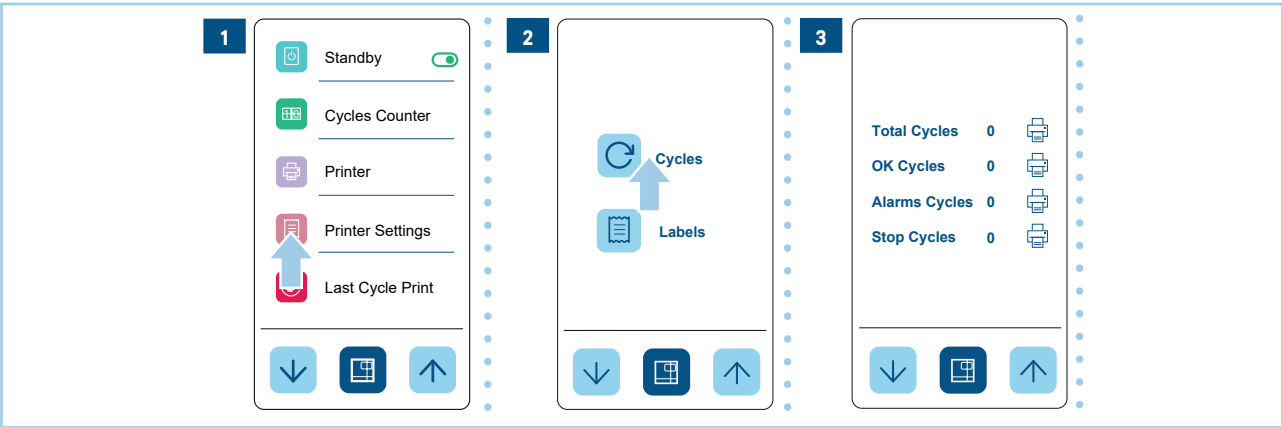 1
Standby
Cycles Counter
Printer
Printer Settings
Last Cycle Print
2
Cycles
Labels
3
Total Cycles 0
OK Cycles 0
Alarms Cycles 0
Stop Cycles 0